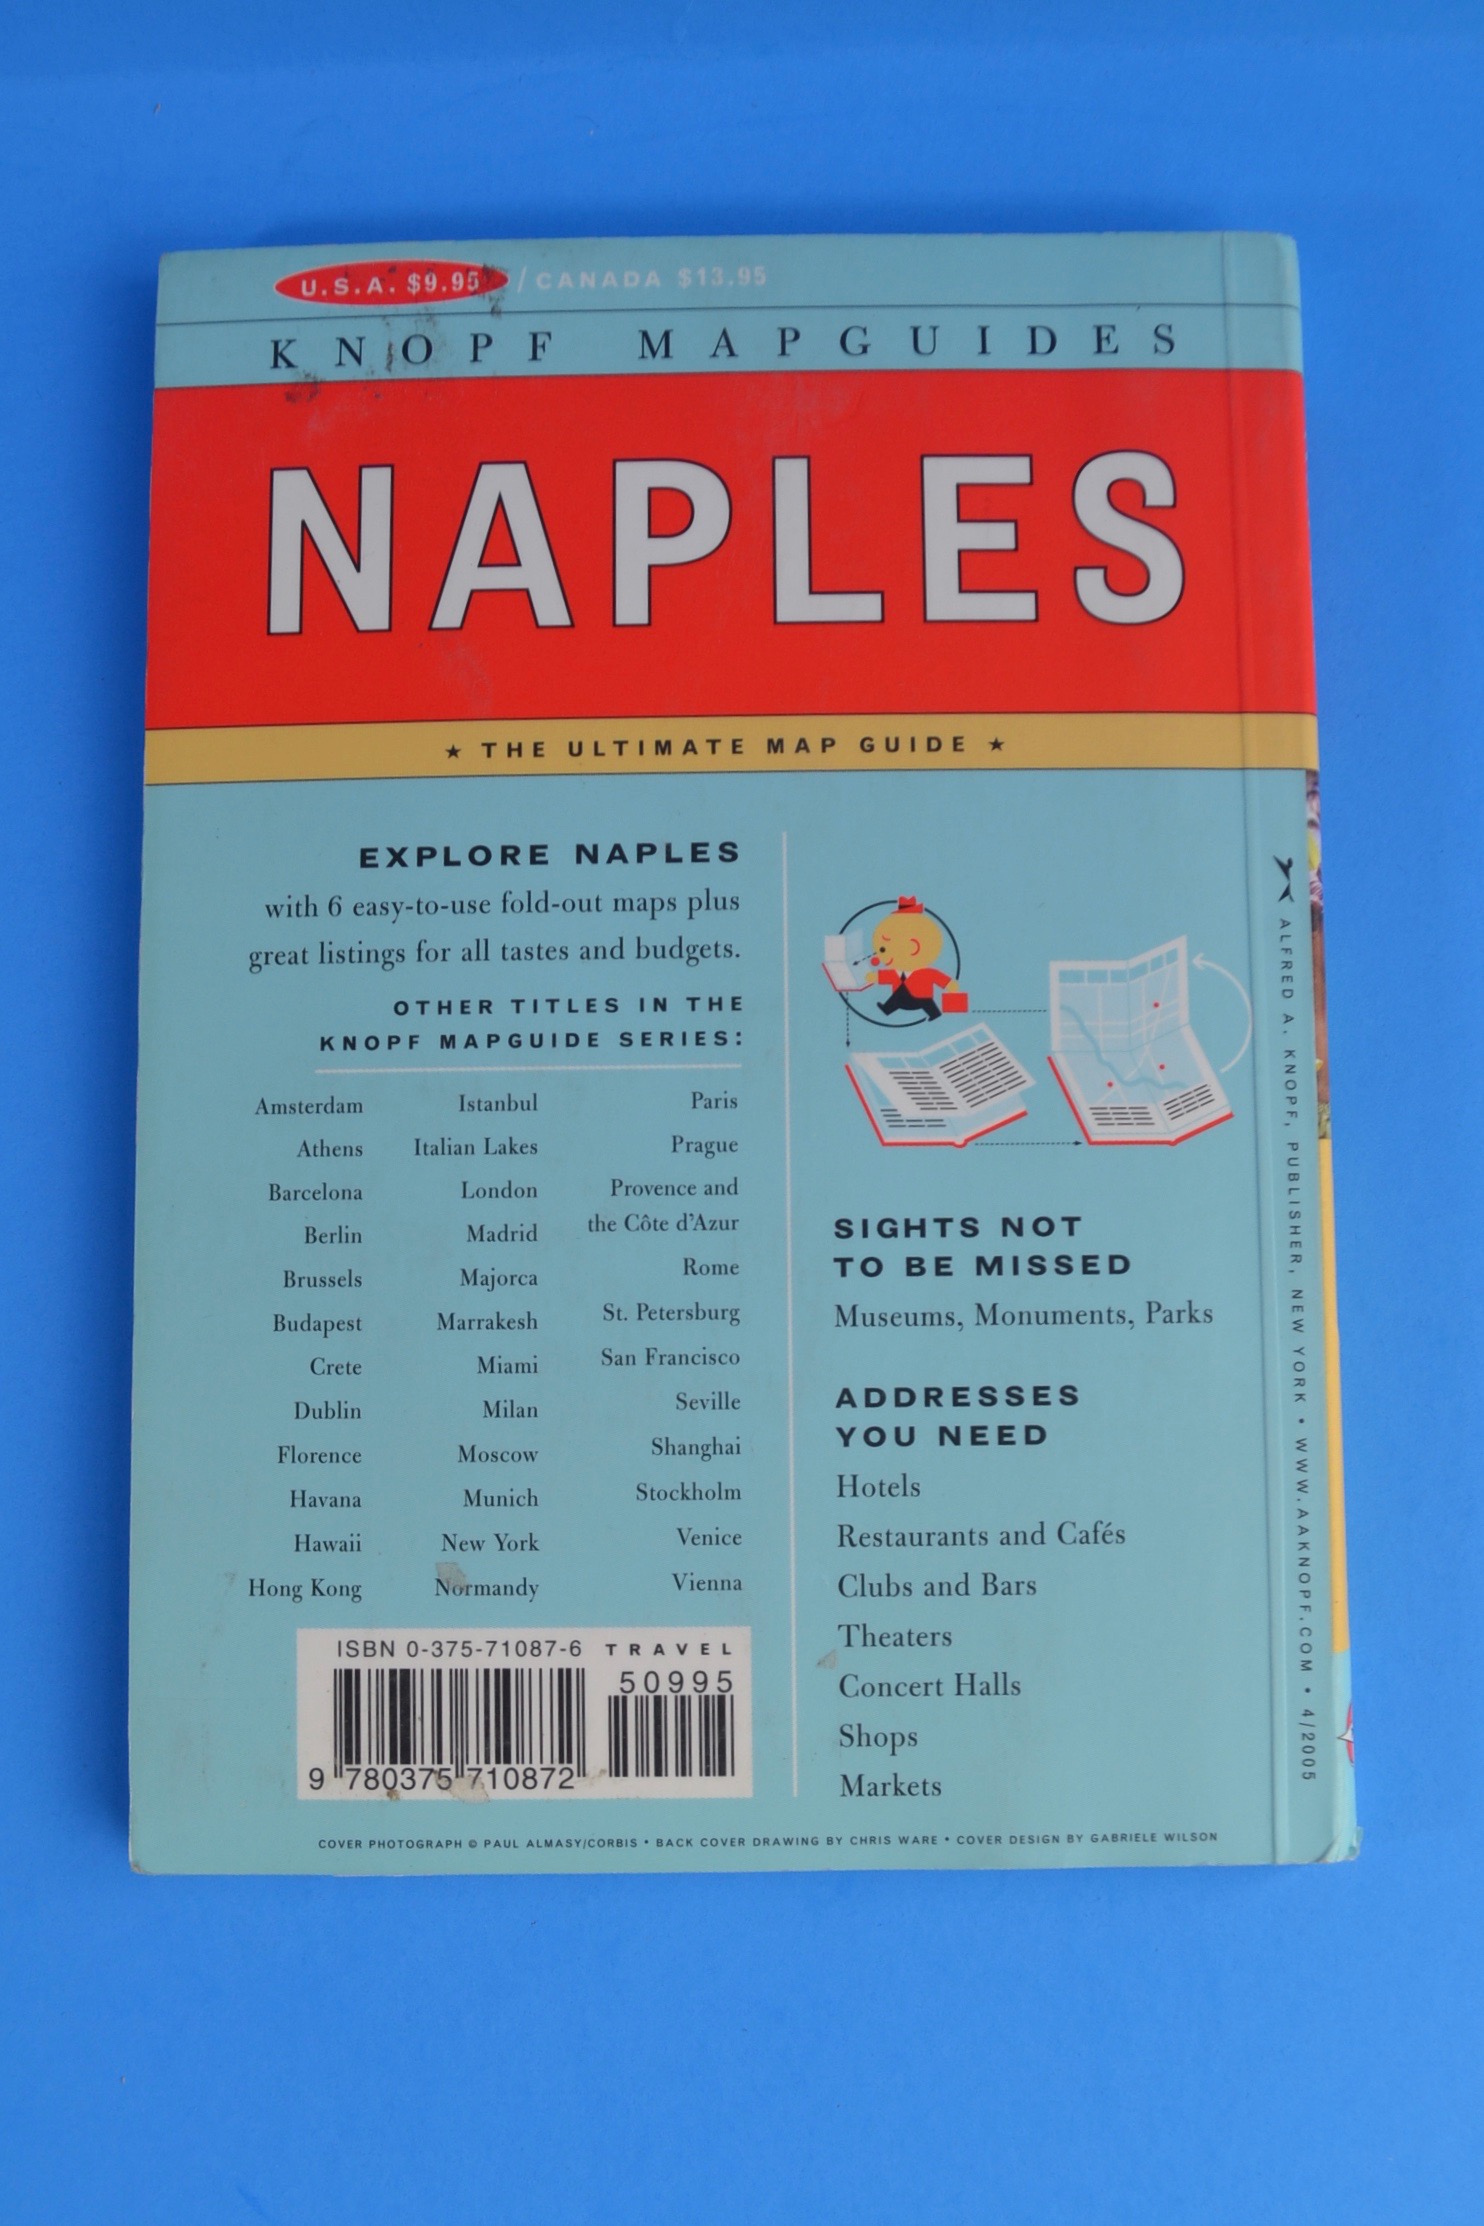 U.S.A. $9.95 / CANADA $13.95
KNOPF MAPGUIDES
NAPLES
★ THE ULTIMATE MAP GUIDE ★
EXPLORE NAPLES
with 6 easy-to-use fold-out maps plus
great listings for all tastes and budgets.
OTHER TITLES IN THE
KNOPF MAPGUIDE SERIES:
Amsterdam
Athens
Barcelona
Berlin
Brussels
Budapest
Crete
Dublin
Florence
Havana
Hawaii
Hong Kong
Istanbul
Italian Lakes
London
Madrid
Majorca
Marrakesh
Miami
Milan
Moscow
Munich
New York
Normandy
Paris
Prague
Provence and
the Côte d'Azur
Rome
St. Petersburg
San Francisco
Seville
Shanghai
Stockholm
Venice
Vienna
ISBN 0-375-71087-6 TRAVEL
50995
9 780375 710872
SIGHTS NOT
TO BE MISSED
Museums, Monuments, Parks
ADDRESSES
YOU NEED
Hotels
Restaurants and Cafés
Clubs and Bars
Theaters
Concert Halls
Shops
Markets
COVER PHOTOGRAPH © PAUL ALMASY/CORBIS • BACK COVER DRAWING BY CHRIS WARE • COVER DESIGN BY GABRIELE WILSON
ALFRED A. KNOPF, PUBLISHER, NEW YORK • WWW.AAKNOPF.COM • 4/2005